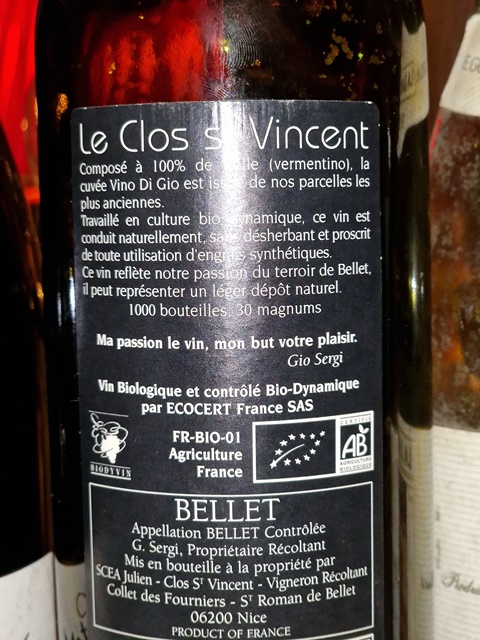 Le Clos st Vincent
Composé à 100% de (vermentino), la
cuvée Vino Di Gio est issue de nos parcelles les
plus anciennes.
Travaillé en culture bio dynamique, ce vin est
conduit naturellement, sans désherbant et proscrit
de toute utilisation d'engrais synthétiques.
Ce vin reflète notre passion du terroir de Bellet,
il peut représenter un léger dépôt naturel.
1000 bouteilles, 30 magnums
Ma passion le vin, mon but votre plaisir.
Gio Sergi
Vin Biologique et contrôlé Bio-Dynamique
par ECOCERT France SAS
BIODYVIN
FR-BIO-01
Agriculture
France
CERTIFIÉ
AB
AGRICULTURE
BIOLOGIQUE
BELLET
Appellation BELLET Contrôlée
G. Sergi, Propriétaire Récoltant
Mis en bouteille à la propriété par
SCEA Julien - Clos Sᵀ Vincent - Vigneron Récoltant
Collet des Fourniers - Sᵀ Roman de Bellet
06200 Nice
PRODUCT OF FRANCE